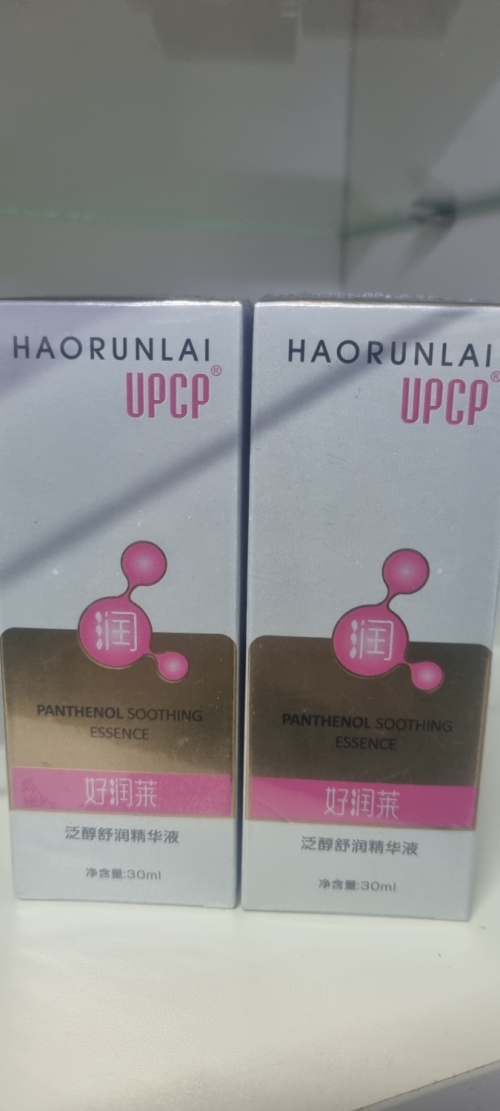 HAORUNLAI
UPCP®
润
PANTHENOL SOOTHING
ESSENCE
好润莱
泛醇舒润精华液
净含量:30ml
HAORUNLAI
UPCP®
润
PANTHENOL SOOTHING
ESSENCE
好润莱
泛醇舒润精华液
净含量:30ml